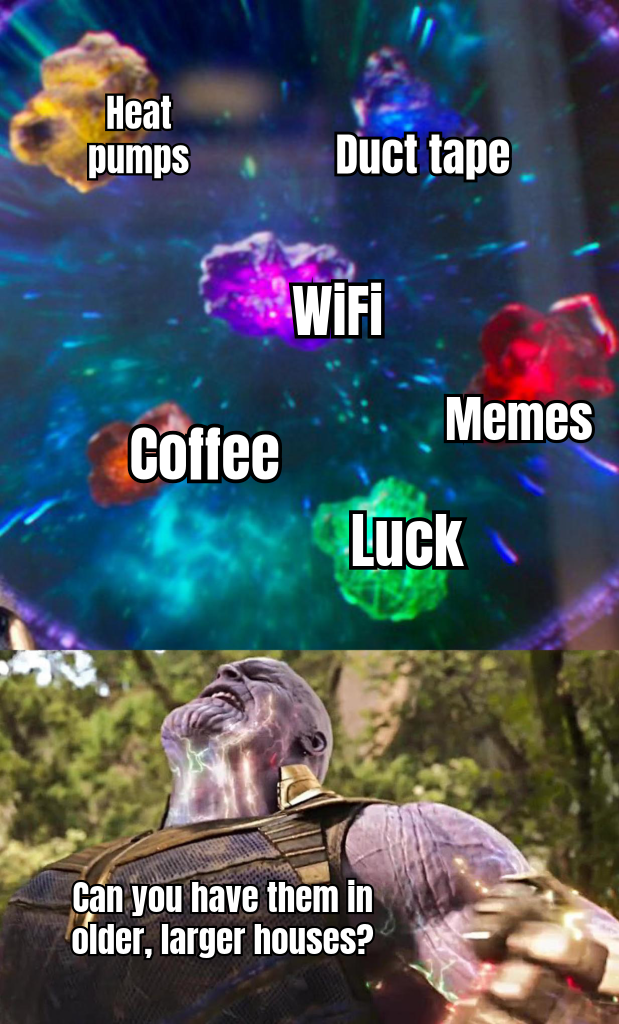 Heat
pumps
Duct tape
WiFi
Memes
Coffee
Luck
Can you have them in
older, larger houses?